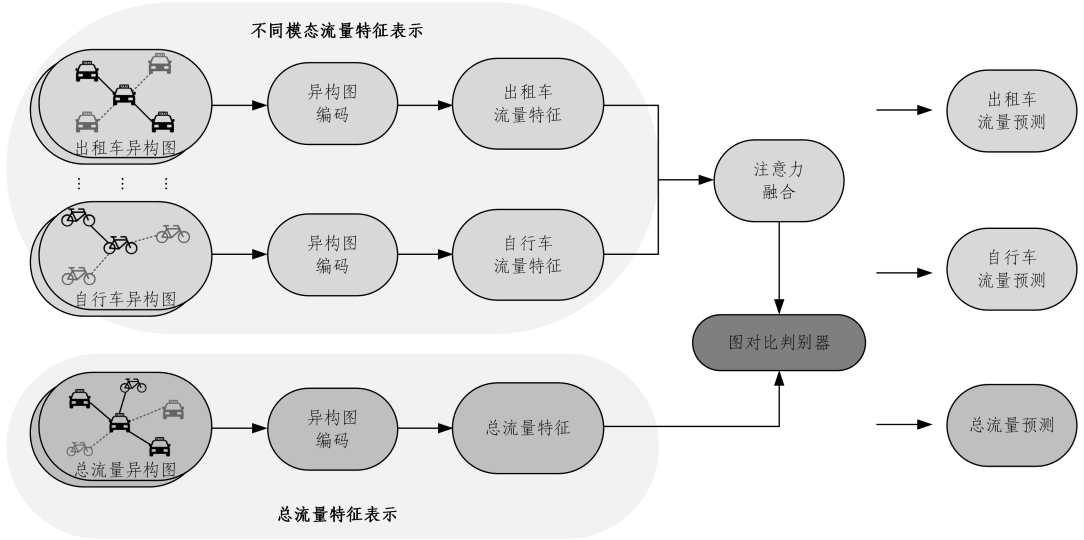 不同模态流量特征表示
出租车异构图
异构图
编码
出租车
流量特征
出租车
流量预测
注意力
融合
自行车异构图
异构图
编码
自行车
流量特征
自行车
流量预测
图对比判别器
总流量异构图
异构图
编码
总流量特征
总流量预测
总流量特征表示